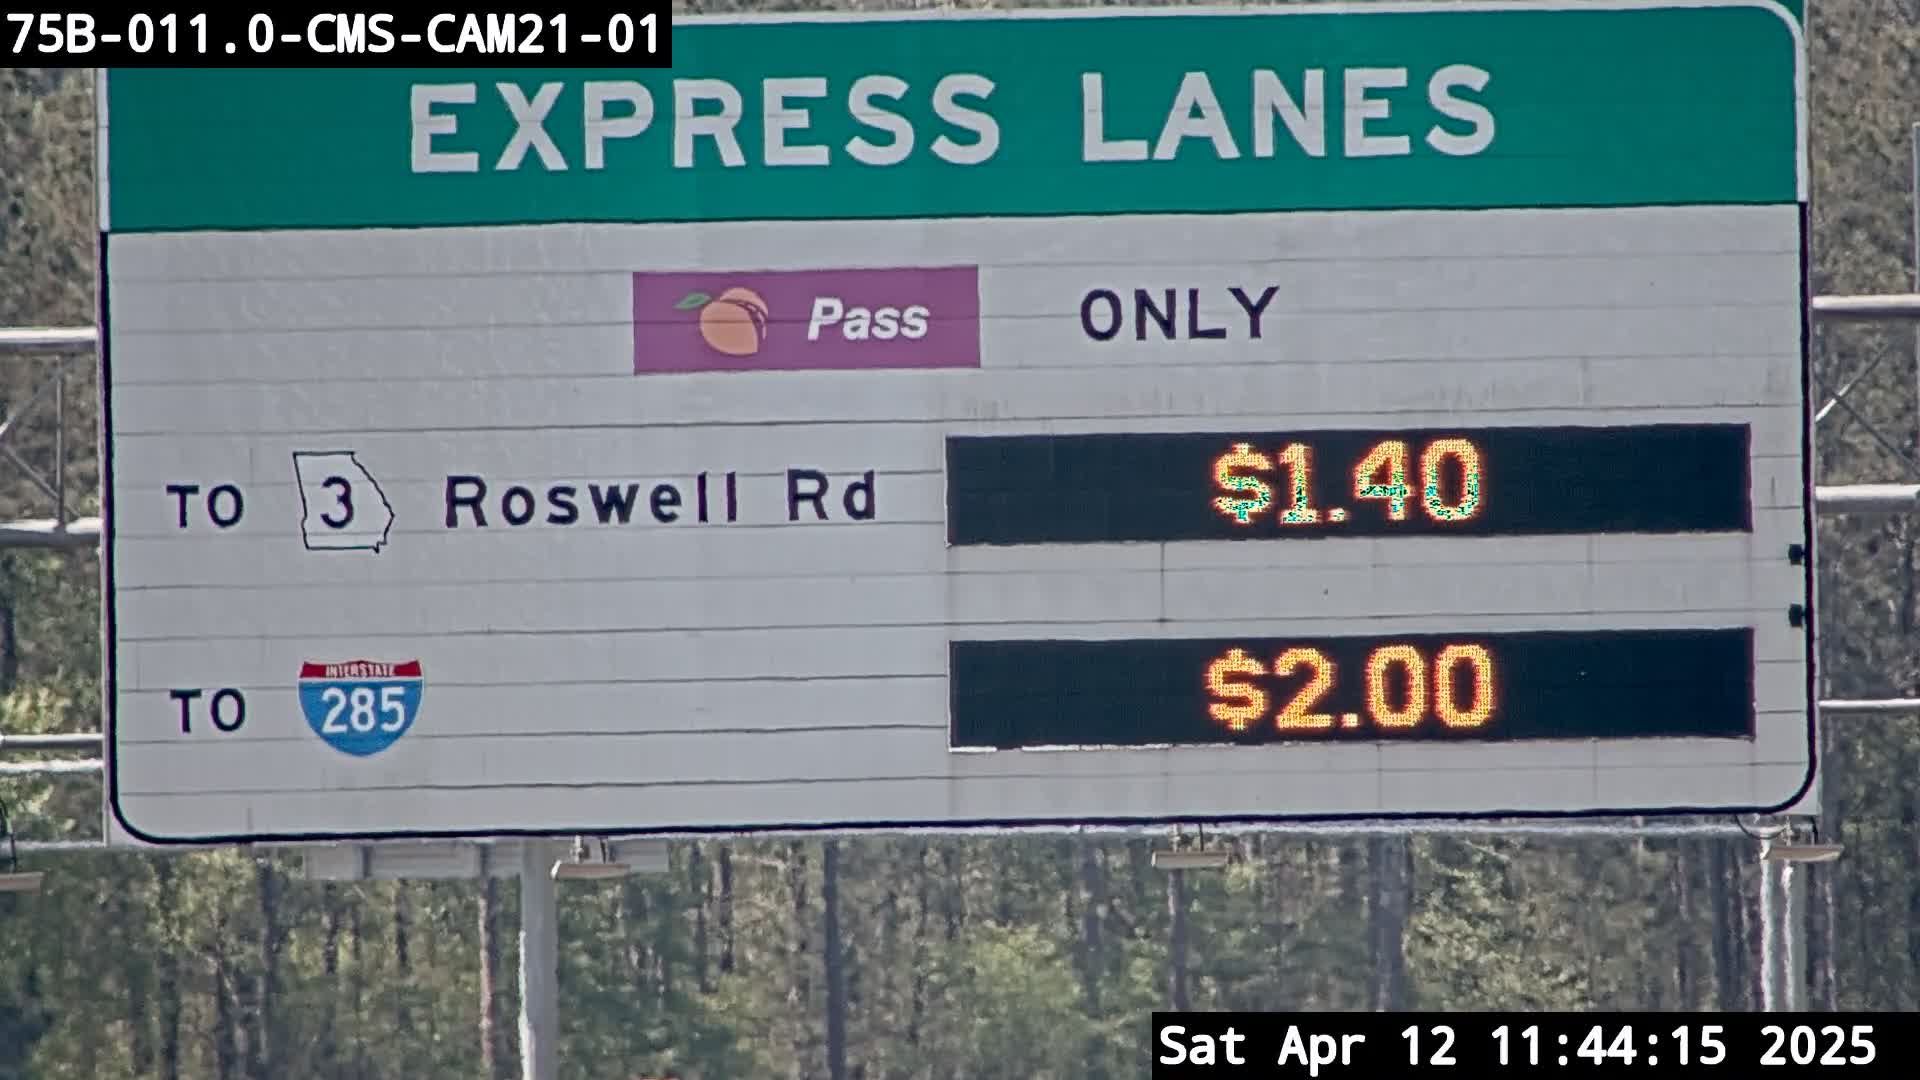 75B-011.0-CMS-CAM21-01
EXPRESS LANES
Pass ONLY
TO 3 Roswell Rd $1.40
TO INTERSTATE 285 $2.00
Sat Apr 12 11:44:15 2025